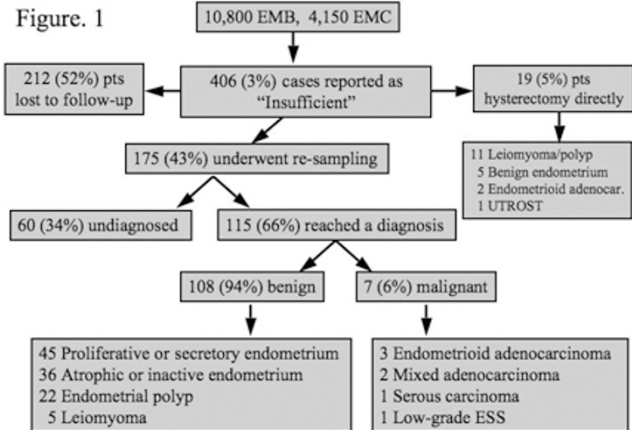 Figure. 1
10,800 EMB, 4,150 EMC
212 (52%) pts
lost to follow-up
406 (3%) cases reported as
“Insufficient”
19 (5%) pts
hysterectomy directly
11 Leiomyoma/polyp
5 Benign endometrium
2 Endometrioid adenocar.
1 UTROST
175 (43%) underwent re-sampling
60 (34%) undiagnosed
115 (66%) reached a diagnosis
108 (94%) benign
7 (6%) malignant
45 Proliferative or secretory endometrium
36 Atrophic or inactive endometrium
22 Endometrial polyp
5 Leiomyoma
3 Endometrioid adenocarcinoma
2 Mixed adenocarcinoma
1 Serous carcinoma
1 Low-grade ESS